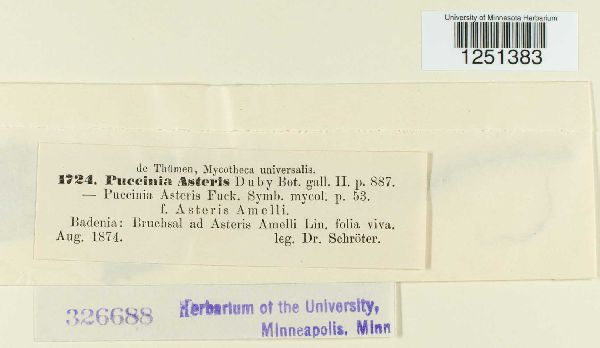 University of Minnesota Herbarium
1251383
de Thümen, Mycotheca universalis.
1724. Puccinia Asteris Duby Bot. gall. II. p. 887.
— Puccinia Asteris Fuck. Symb. mycol. p. 53.
f. Asteris Amelli.
Badenia: Bruchsal ad Asteris Amelli Lin. folia viva.
Aug. 1874. leg. Dr. Schröter.
326688 Herbarium of the University,
Minneapolis, Minn